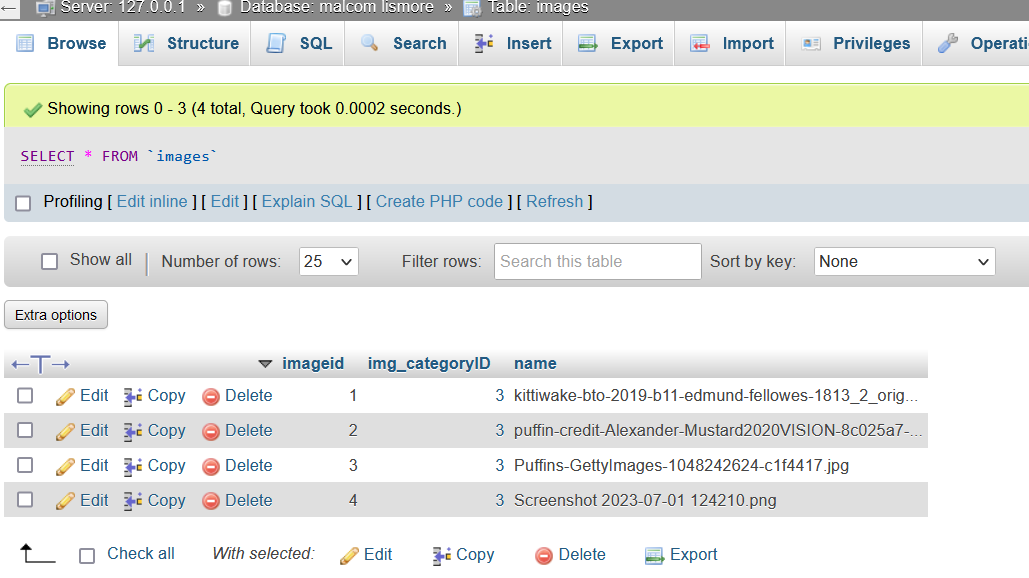 Server: 127.0.0.1 » Database: malcom lismore » Table: images
Browse Structure SQL Search Insert Export Import Privileges Operati
Showing rows 0 - 3 (4 total, Query took 0.0002 seconds.)
SELECT * FROM `images`
Profiling [ Edit inline ] [ Edit ] [ Explain SQL ] [ Create PHP code ] [ Refresh ]
Show all | Number of rows: 25 Filter rows: Search this table Sort by key: None
Extra options
←T→ imageid img_categoryID name
Edit Copy Delete 1 3 kittiwake-bto-2019-b11-edmund-fellowes-1813_2_orig...
Edit Copy Delete 2 3 puffin-credit-Alexander-Mustard2020VISION-8c025a7-...
Edit Copy Delete 3 3 Puffins-GettyImages-1048242624-c1f4417.jpg
Edit Copy Delete 4 3 Screenshot 2023-07-01 124210.png
Check all With selected: Edit Copy Delete Export